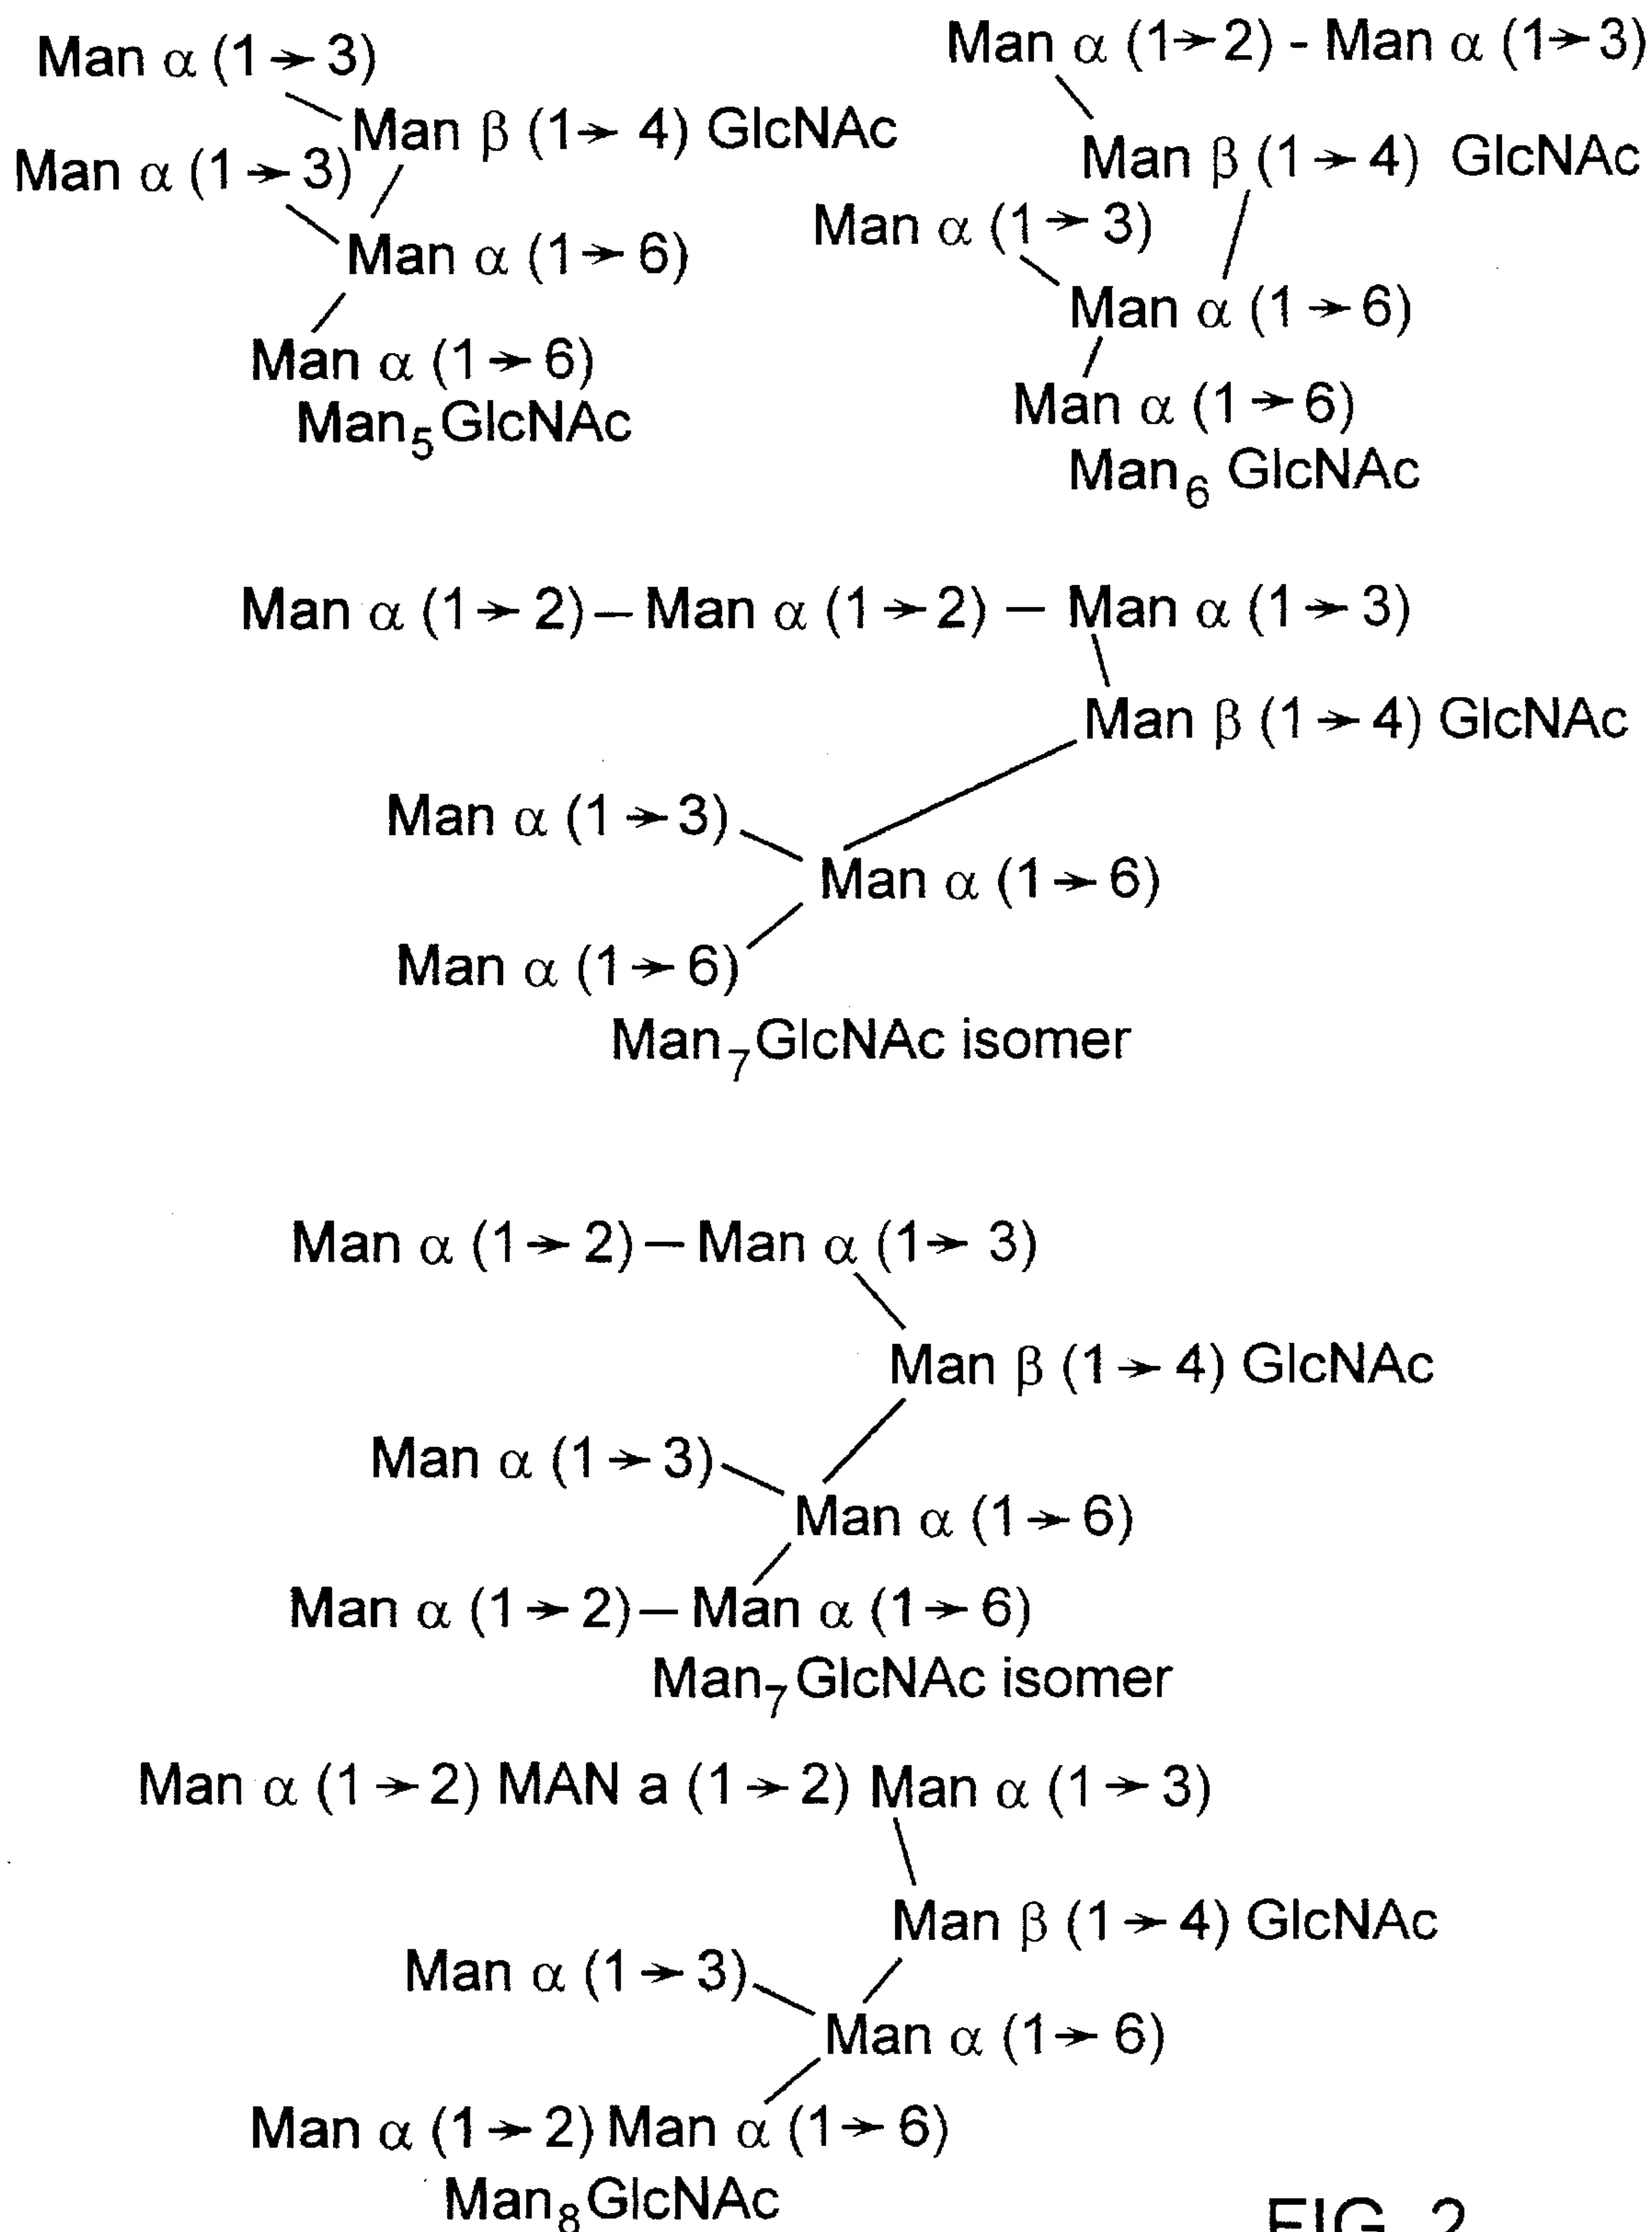 Man α (1→3)
Man β (1→4) GlcNAc
Man α (1→3)
Man α (1→6)
Man α (1→6)
Man5GlcNAc
Man α (1→2) - Man α (1→3)
Man β (1→4) GlcNAc
Man α (1→3)
Man α (1→6)
Man α (1→6)
Man6 GlcNAc
Man α (1→2) — Man α (1→2) — Man α (1→3)
Man β (1→4) GlcNAc
Man α (1→3)
Man α (1→6)
Man α (1→6)
Man7GlcNAc isomer
Man α (1→2) — Man α (1→3)
Man β (1→4) GlcNAc
Man α (1→3)
Man α (1→6)
Man α (1→2) — Man α (1→6)
Man7GlcNAc isomer
Man α (1→2) MAN a (1→2) Man α (1→3)
Man β (1→4) GlcNAc
Man α (1→3)
Man α (1→6)
Man α (1→2) Man α (1→6)
Man8GlcNAc
FIG. 2